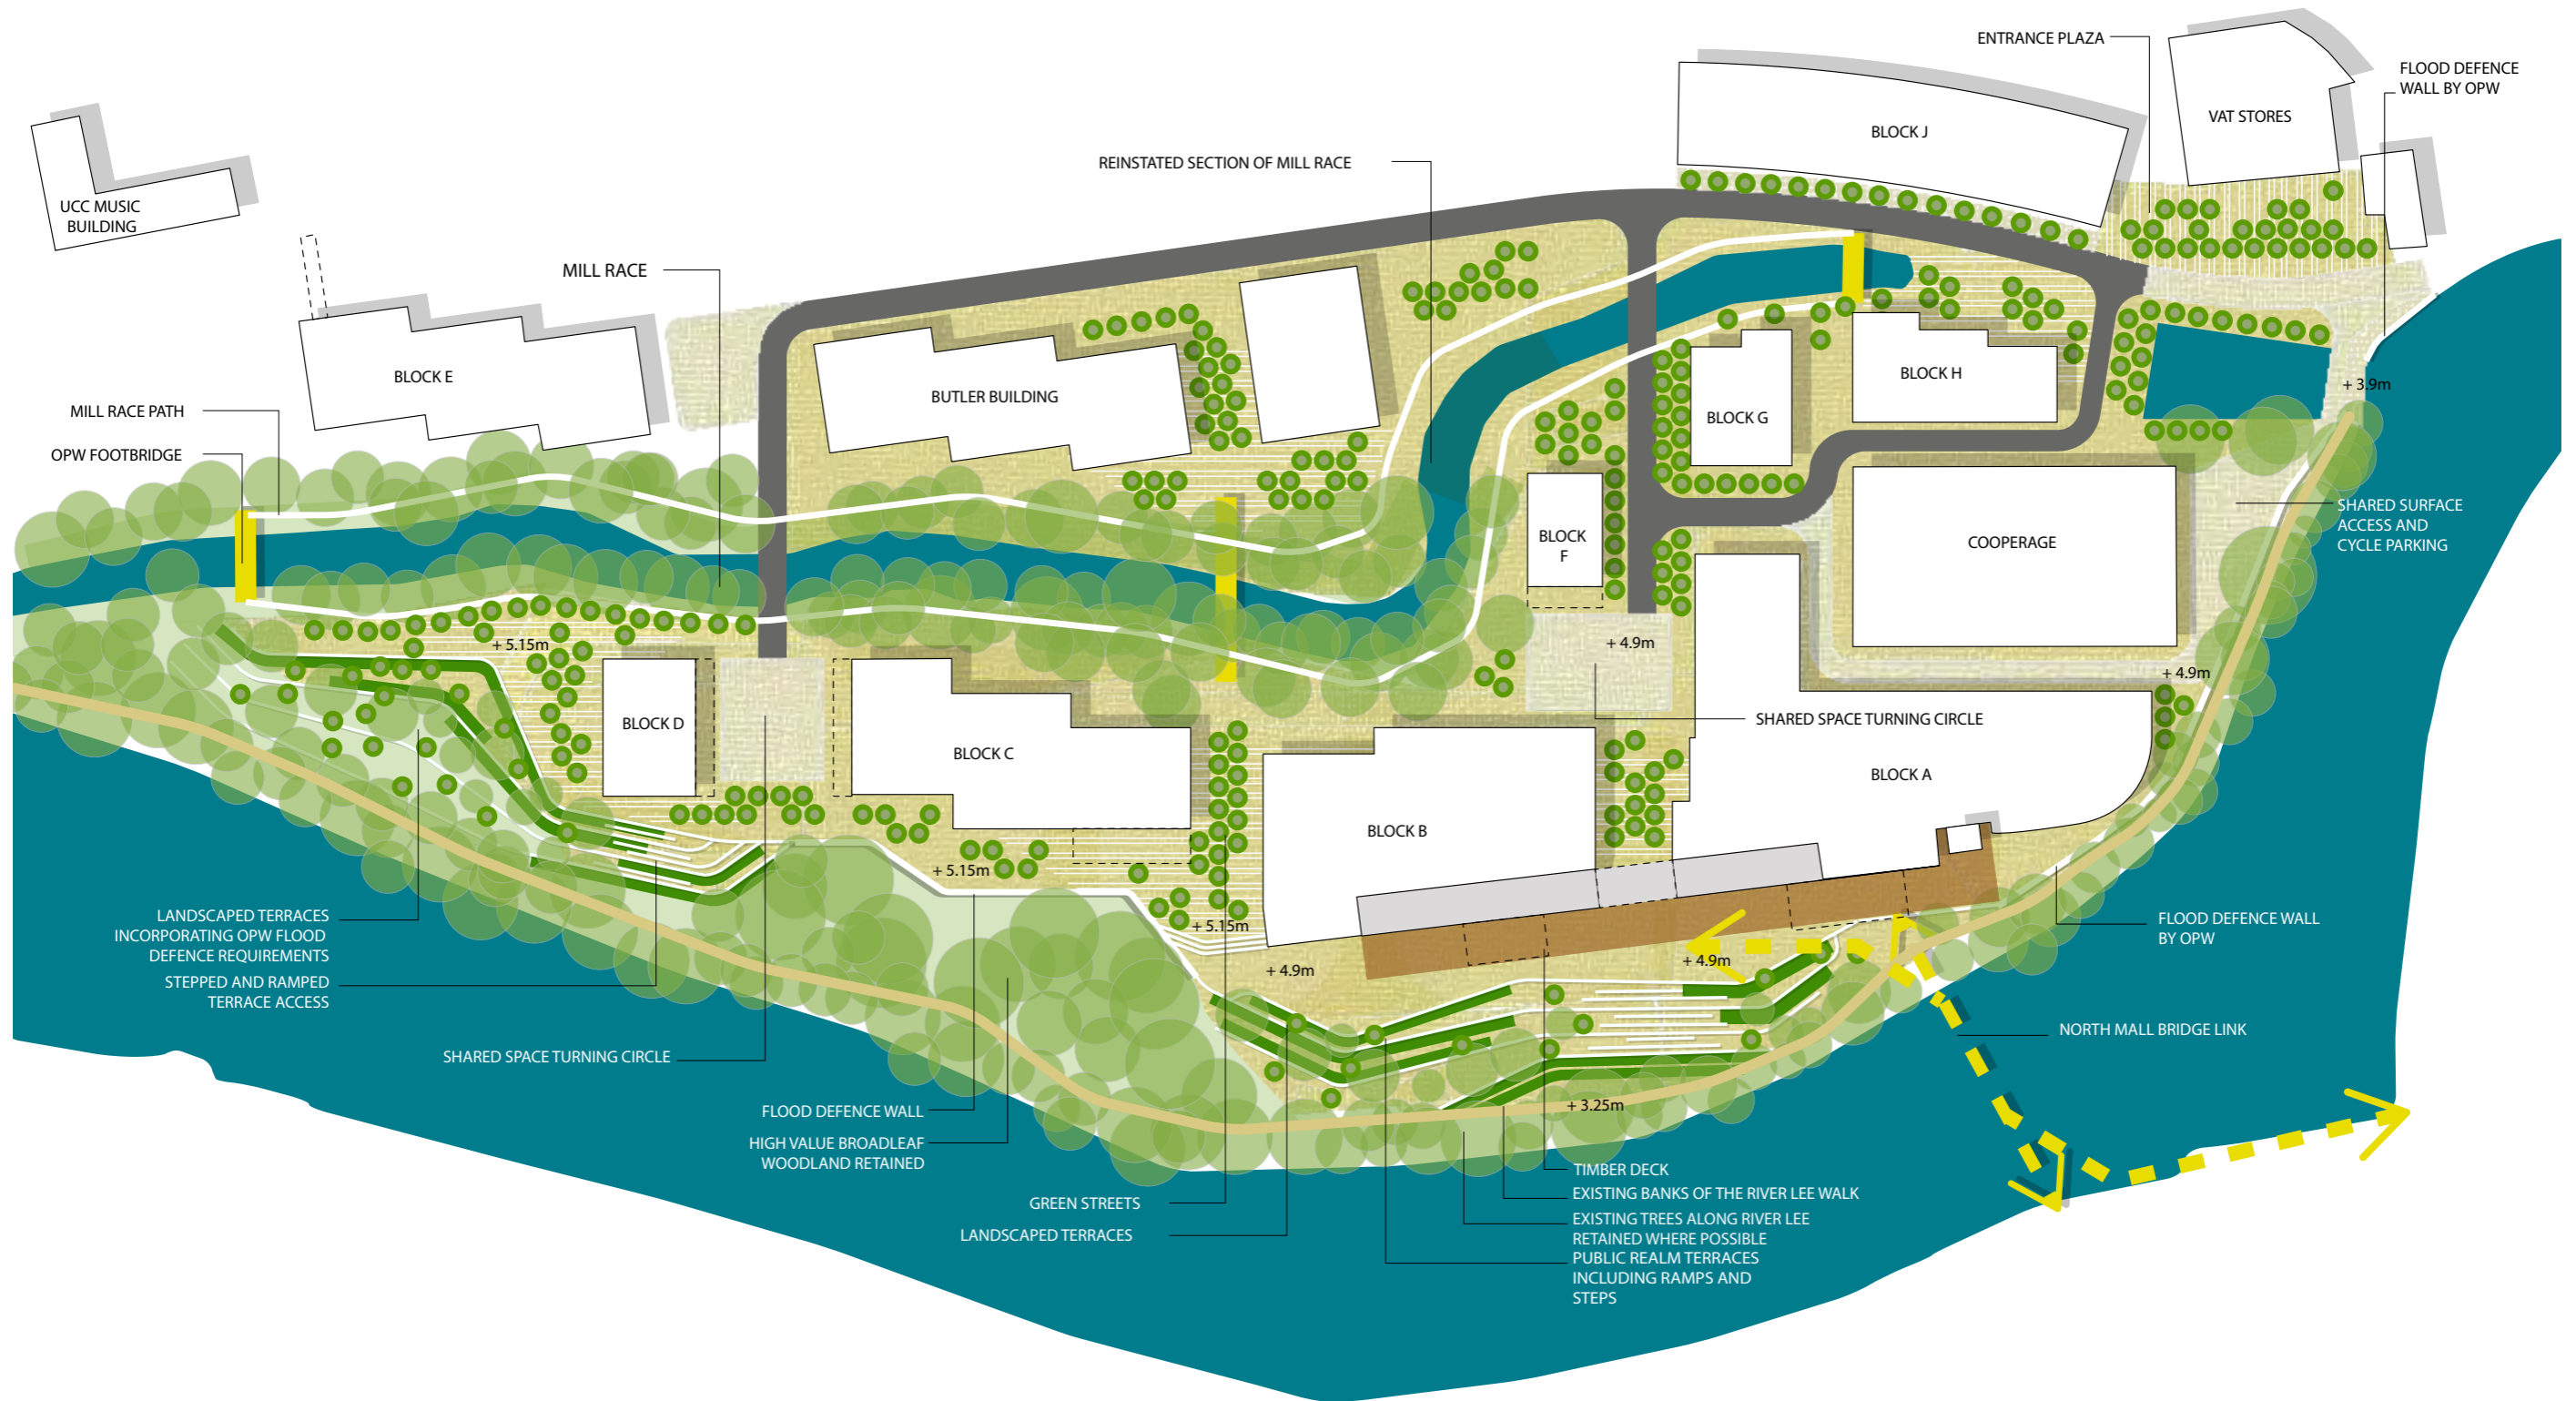 ENTRANCE PLAZA
FLOOD DEFENCE
WALL BY OPW
VAT STORES
BLOCK J
REINSTATED SECTION OF MILL RACE
UCC MUSIC
BUILDING
MILL RACE
BLOCK E
BUTLER BUILDING
BLOCK H
BLOCK G
+ 3.9m
MILL RACE PATH
OPW FOOTBRIDGE
SHARED SURFACE
ACCESS AND
CYCLE PARKING
BLOCK
F
COOPERAGE
+ 5.15m
+ 4.9m
+ 4.9m
BLOCK D
SHARED SPACE TURNING CIRCLE
BLOCK C
BLOCK A
BLOCK B
+ 5.15m
+ 5.15m
+ 4.9m
+ 4.9m
LANDSCAPED TERRACES
INCORPORATING OPW FLOOD
DEFENCE REQUIREMENTS
STEPPED AND RAMPED
TERRACE ACCESS
FLOOD DEFENCE WALL
BY OPW
NORTH MALL BRIDGE LINK
SHARED SPACE TURNING CIRCLE
+ 3.25m
FLOOD DEFENCE WALL
HIGH VALUE BROADLEAF
WOODLAND RETAINED
GREEN STREETS
LANDSCAPED TERRACES
TIMBER DECK
EXISTING BANKS OF THE RIVER LEE WALK
EXISTING TREES ALONG RIVER LEE
RETAINED WHERE POSSIBLE
PUBLIC REALM TERRACES
INCLUDING RAMPS AND
STEPS